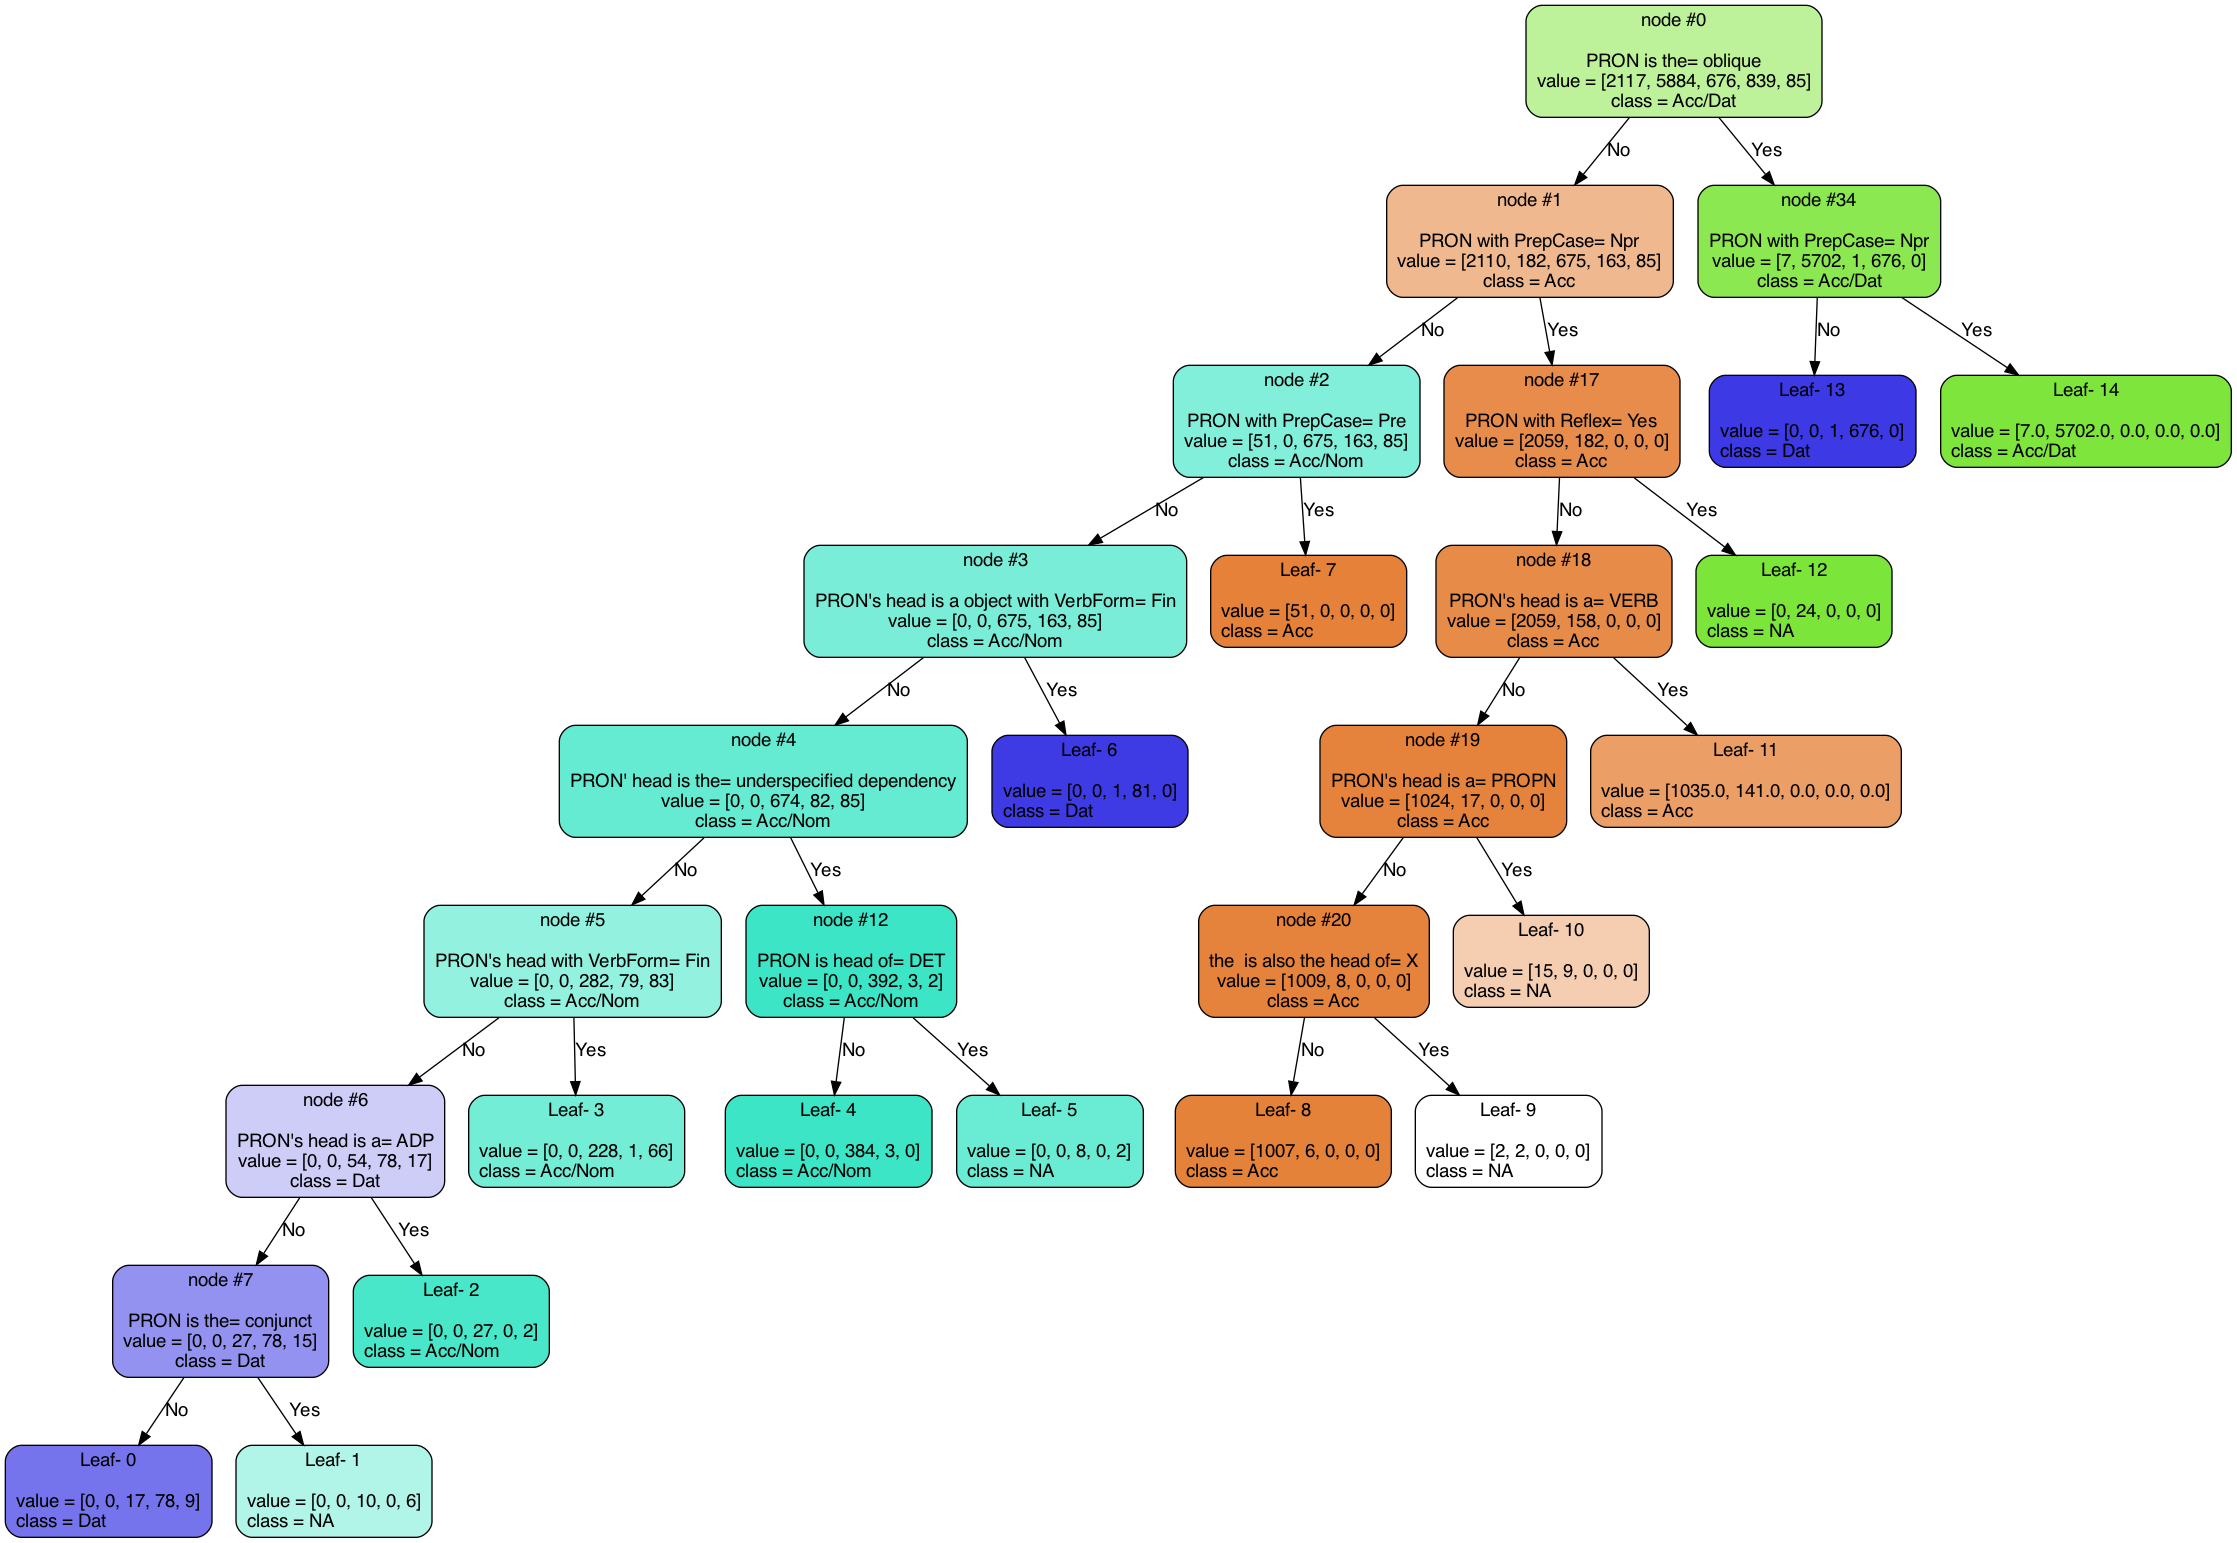 node #0
PRON is the= oblique
value = [2117, 5884, 676, 839, 85]
class = Acc/Dat
No
Yes
node #1
PRON with PrepCase= Npr
value = [2110, 182, 675, 163, 85]
class = Acc
node #34
PRON with PrepCase= Npr
value = [7, 5702, 1, 676, 0]
class = Acc/Dat
No
Yes
No
Yes
node #2
PRON with PrepCase= Pre
value = [51, 0, 675, 163, 85]
class = Acc/Nom
node #17
PRON with Reflex= Yes
value = [2059, 182, 0, 0, 0]
class = Acc
Leaf- 13
value = [0, 0, 1, 676, 0]
class = Dat
Leaf- 14
value = [7.0, 5702.0, 0.0, 0.0, 0.0]
class = Acc/Dat
No
Yes
No
Yes
node #3
PRON's head is a object with VerbForm= Fin
value = [0, 0, 675, 163, 85]
class = Acc/Nom
Leaf- 7
value = [51, 0, 0, 0, 0]
class = Acc
node #18
PRON's head is a= VERB
value = [2059, 158, 0, 0, 0]
class = Acc
Leaf- 12
value = [0, 24, 0, 0, 0]
class = NA
No
Yes
No
Yes
node #4
PRON' head is the= underspecified dependency
value = [0, 0, 674, 82, 85]
class = Acc/Nom
Leaf- 6
value = [0, 0, 1, 81, 0]
class = Dat
node #19
PRON's head is a= PROPN
value = [1024, 17, 0, 0, 0]
class = Acc
Leaf- 11
value = [1035.0, 141.0, 0.0, 0.0, 0.0]
class = Acc
No
Yes
No
Yes
node #5
PRON's head with VerbForm= Fin
value = [0, 0, 282, 79, 83]
class = Acc/Nom
node #12
PRON is head of= DET
value = [0, 0, 392, 3, 2]
class = Acc/Nom
node #20
the  is also the head of= X
value = [1009, 8, 0, 0, 0]
class = Acc
Leaf- 10
value = [15, 9, 0, 0, 0]
class = NA
No
Yes
No
Yes
No
Yes
node #6
PRON's head is a= ADP
value = [0, 0, 54, 78, 17]
class = Dat
Leaf- 3
value = [0, 0, 228, 1, 66]
class = Acc/Nom
Leaf- 4
value = [0, 0, 384, 3, 0]
class = Acc/Nom
Leaf- 5
value = [0, 0, 8, 0, 2]
class = NA
Leaf- 8
value = [1007, 6, 0, 0, 0]
class = Acc
Leaf- 9
value = [2, 2, 0, 0, 0]
class = NA
No
Yes
node #7
PRON is the= conjunct
value = [0, 0, 27, 78, 15]
class = Dat
Leaf- 2
value = [0, 0, 27, 0, 2]
class = Acc/Nom
No
Yes
Leaf- 0
value = [0, 0, 17, 78, 9]
class = Dat
Leaf- 1
value = [0, 0, 10, 0, 6]
class = NA